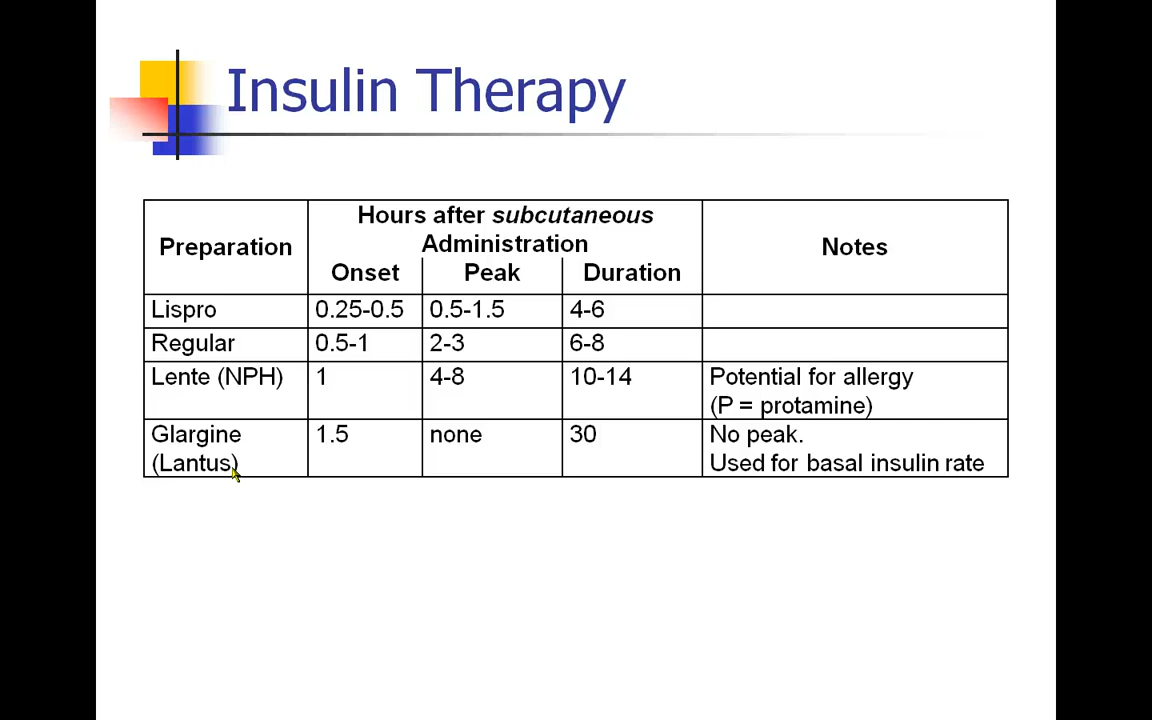 Insulin Therapy
Preparation
Hours after subcutaneous
Administration
Onset Peak Duration
Notes
Lispro 0.25-0.5 0.5-1.5 4-6
Regular 0.5-1 2-3 6-8
Lente (NPH) 1 4-8 10-14 Potential for allergy
(P = protamine)
Glargine 1.5 none 30 No peak.
(Lantus) Used for basal insulin rate